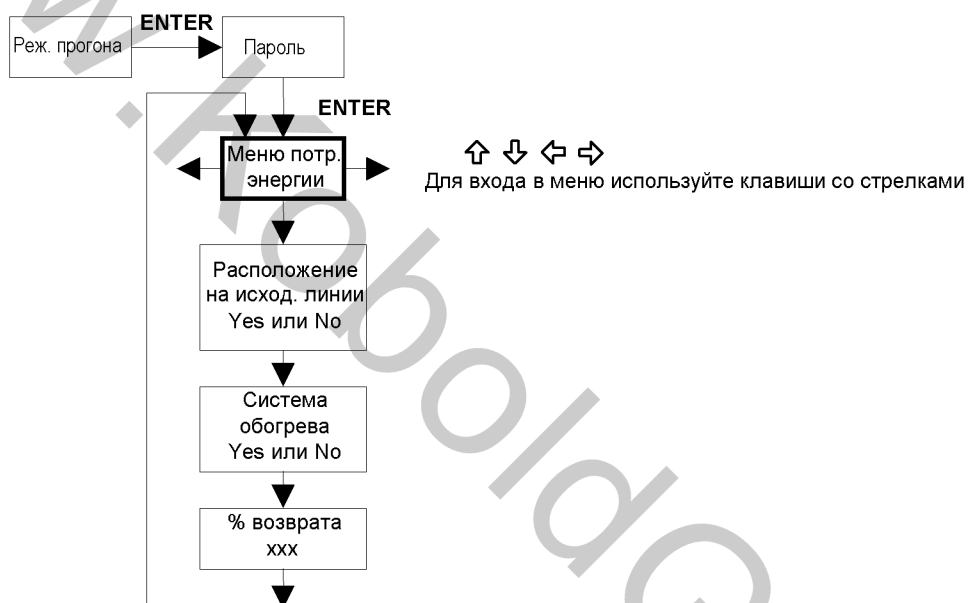 ENTER
Реж. прогона
Пароль
ENTER
Меню потр.
энергии
Для входа в меню используйте клавиши со стрелками
Расположение
на исход. линии
Yes или No
Система
обогрева
Yes или No
% возврата
xxx
w.KoboldG